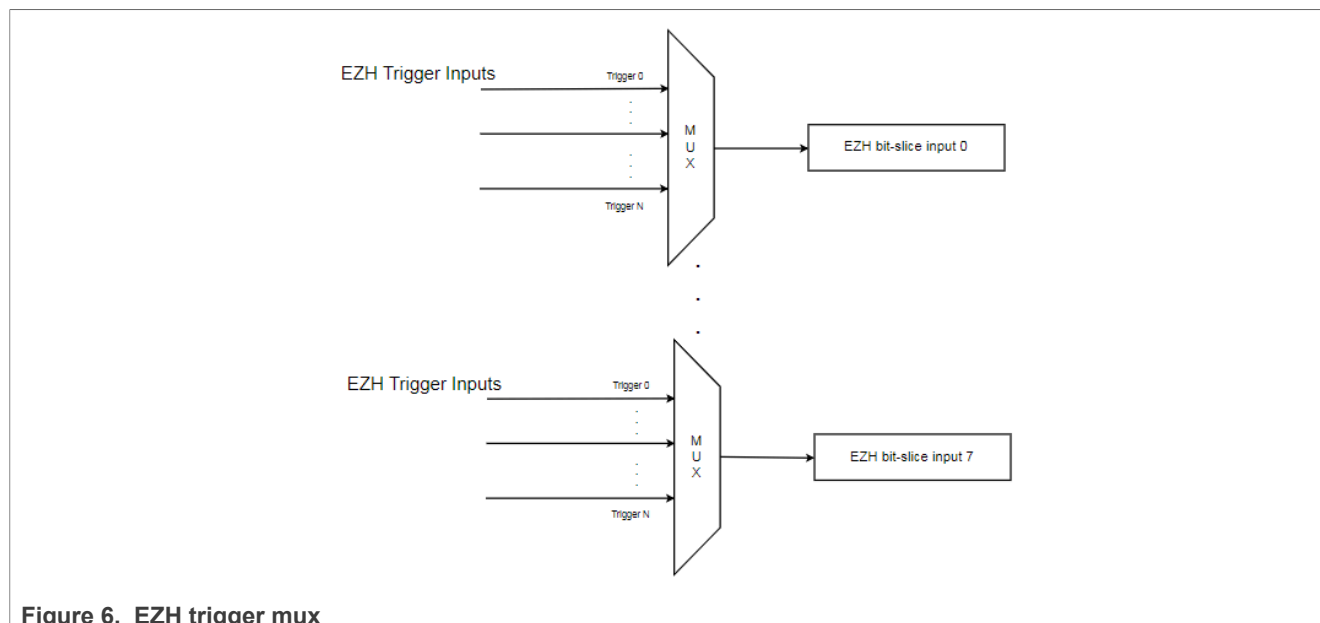 EZH Trigger Inputs
Trigger 0
M
U
X
EZH bit-slice input 0
Trigger N
EZH Trigger Inputs
Trigger 0
M
U
X
EZH bit-slice input 7
Trigger N
Figure 6. EZH trigger mux